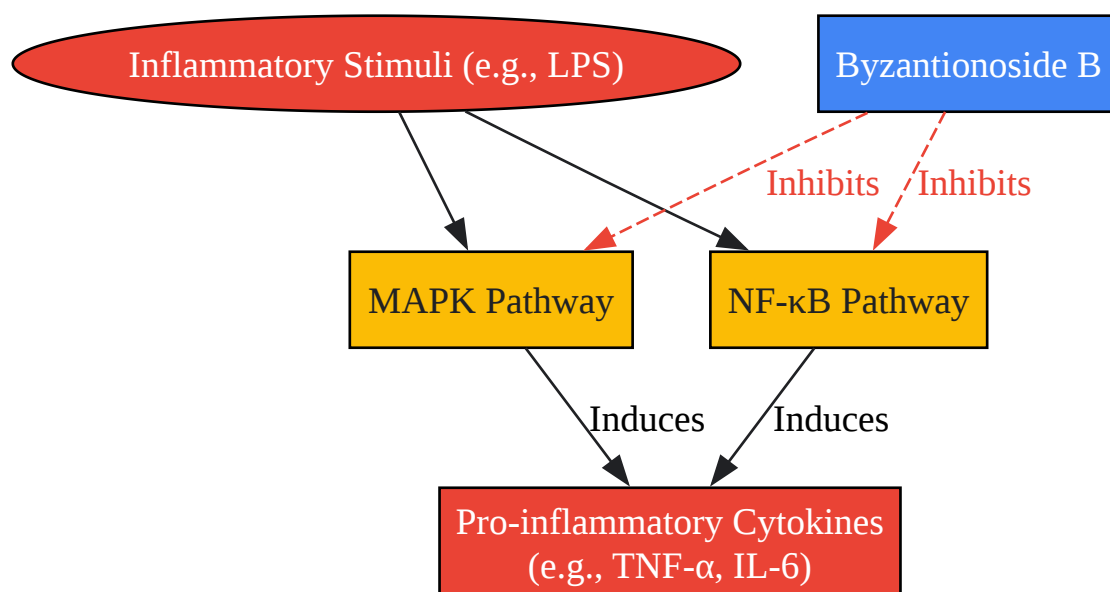 Inflammatory Stimuli (e.g., LPS)
Byzantionoside B
Inhibits
Inhibits
MAPK Pathway
NF-κB Pathway
Induces
Induces
Pro-inflammatory Cytokines
(e.g., TNF-α, IL-6)